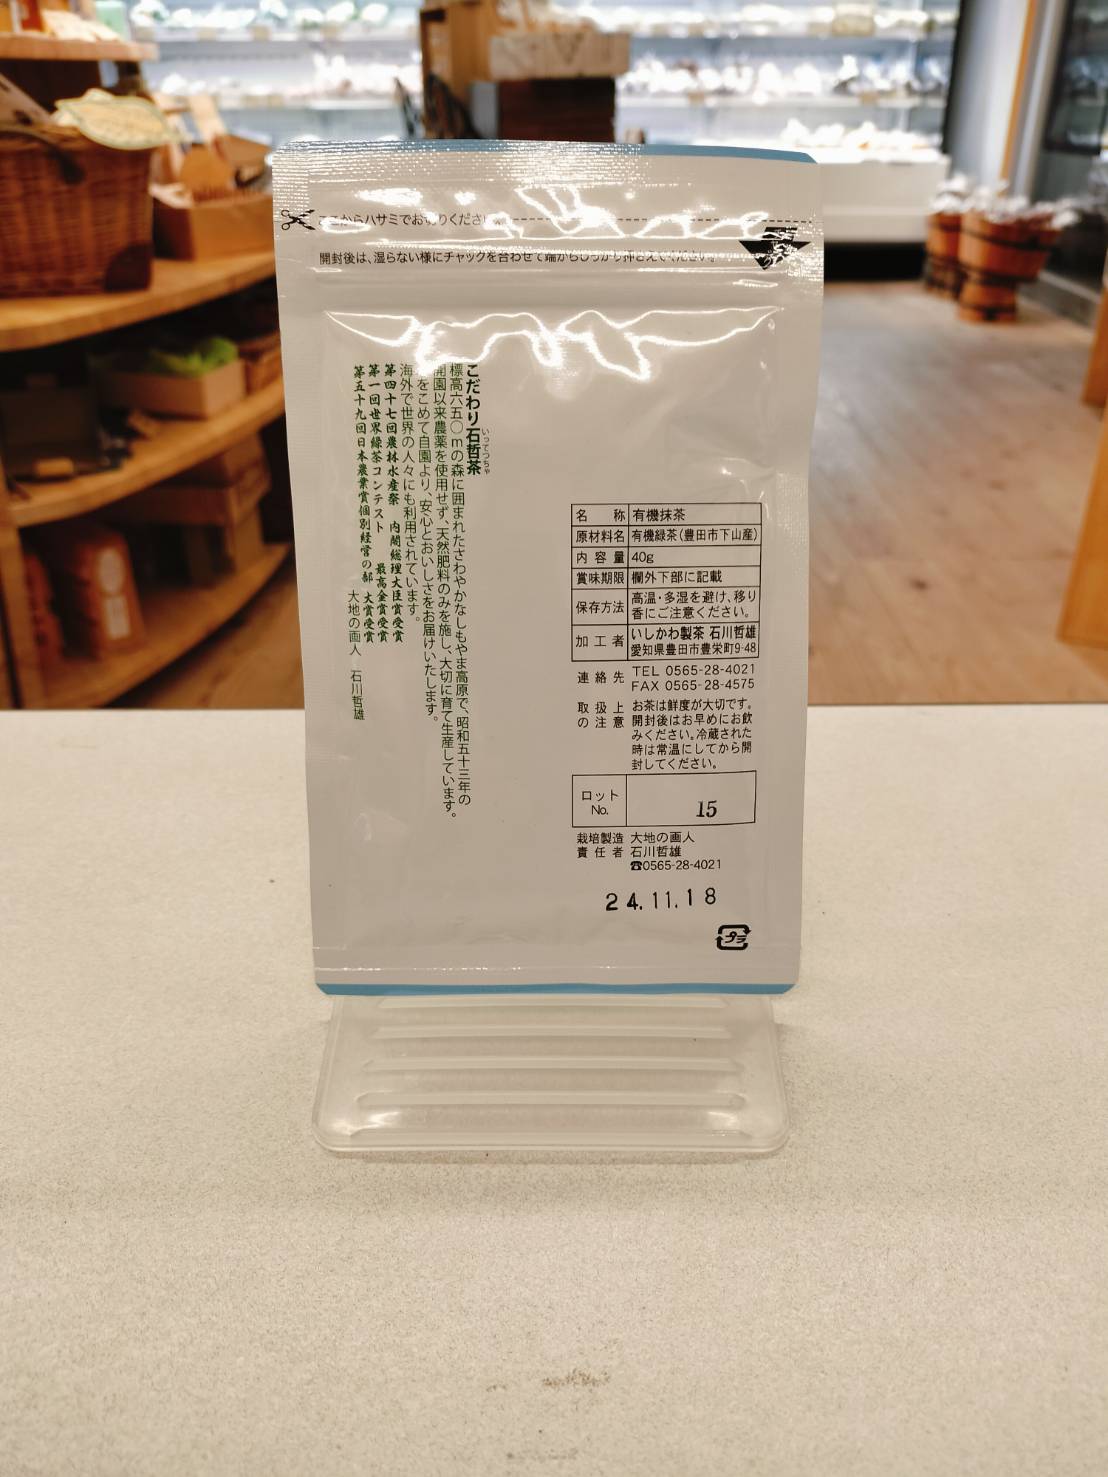 ここからハサミでお切りください。
開封後は、湿らない様にチャックを合わせて端からしっかり押さえてください。
こだわり石哲茶
いってつちゃ
標高六五〇mの森に囲まれたさわやかなしもやま高原で、昭和五十三年の
開園以来農薬を使用せず、天然肥料のみを施し、大切に育て生産しています。
をこめて自園より、安心とおいしさをお届けいたします。
海外で世界の人々にも利用されています。
第四十七回農林水産祭 内閣総理大臣賞受賞
第一回世界緑茶コンテスト 最高金賞受賞
第五十九回日本農業賞個別経営の部 大賞受賞
大地の画人 石川哲雄
名称 有機抹茶
原材料名 有機緑茶(豊田市下山産)
内容量 40g
賞味期限 欄外下部に記載
保存方法 高温・多湿を避け、移り
香にご注意ください。
加工者 いしかわ製茶 石川哲雄
愛知県豊田市豊栄町9-48
連絡先 TEL 0565-28-4021
FAX 0565-28-4575
取扱上 お茶は鮮度が大切です。
の注意 開封後はお早めにお飲
みください。冷蔵された
時は常温にしてから開
封してください。
ロット
No. 15
栽培製造 大地の画人
責任者 石川哲雄
☎0565-28-4021
24.11.18
プラ